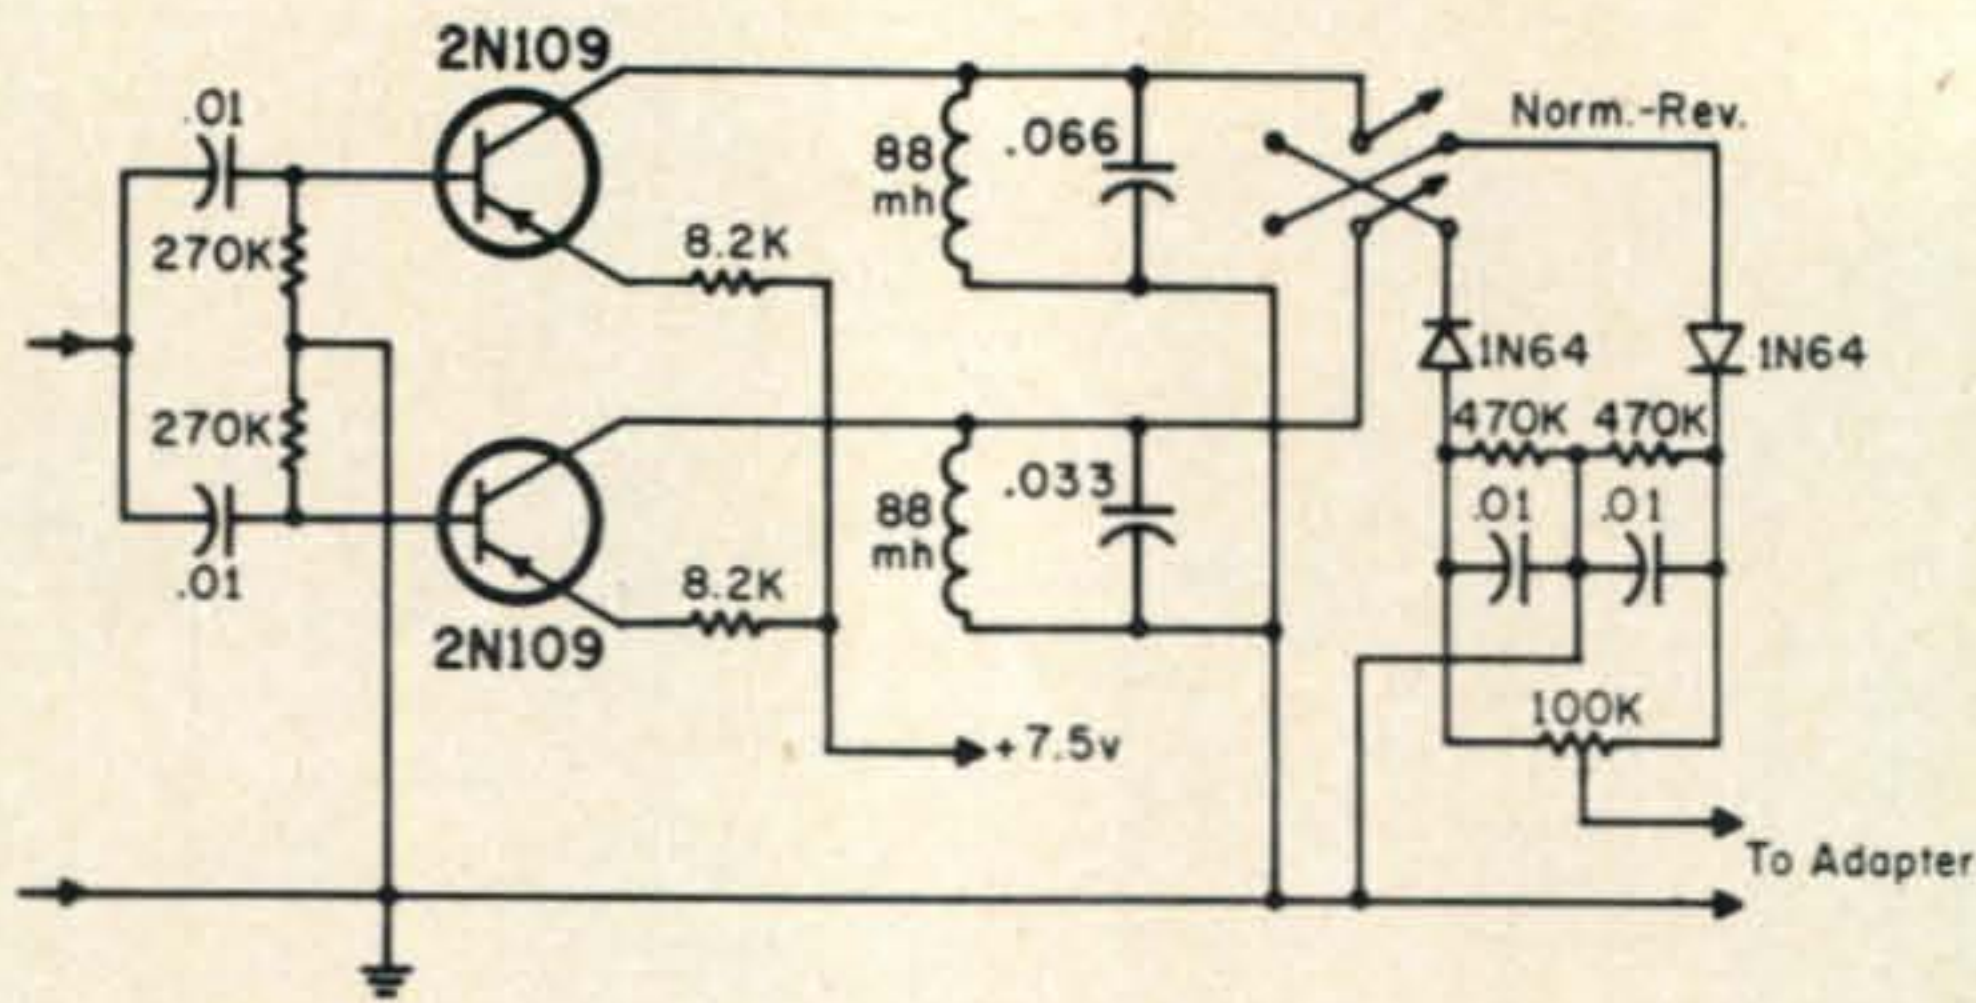 2N109
.01
270K
8.2K
88
mh
.066
Norm.-Rev.
1N64
1N64
270K
.01
2N109
8.2K
88
mh
.033
470K
470K
.01
.01
100K
+7.5v
To Adapter